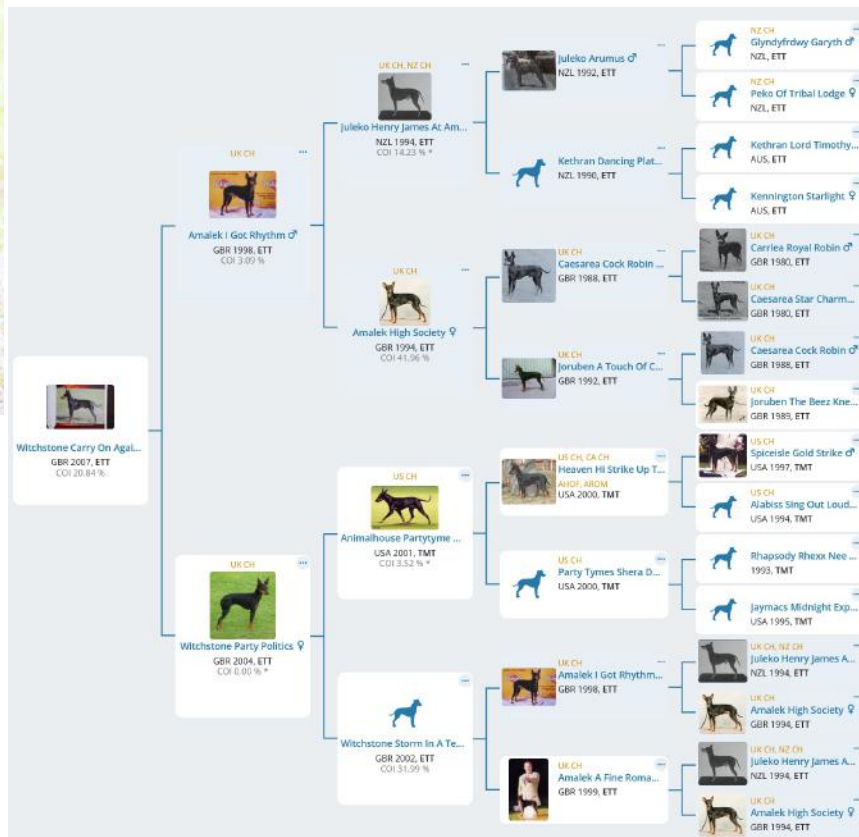 Witchstone Carry On Agai...
GBR 2007, ETT
COI 20.84 %
UK CH
Amalek I Got Rhythm ♂
GBR 1998, ETT
COI 3.09 %
UK CH
Witchstone Party Politics ♀
GBR 2004, ETT
COI 0.00 % *
UK CH, NZ CH
Juleko Henry James At Am...
NZL 1994, ETT
COI 14.23 % *
UK CH
Amalek High Society ♀
GBR 1994, ETT
COI 41.96 %
US CH
Animalhouse Partytyme ...
USA 2001, TMT
COI 3.52 % *
Witchstone Storm In A Te...
GBR 2002, ETT
COI 31.99 %
Juleko Arumus ♂
NZL 1992, ETT
Kethran Dancing Plat...
NZL 1990, ETT
UK CH
Caesarea Cock Robin ...
GBR 1988, ETT
UK CH
Joruben A Touch Of C...
GBR 1992, ETT
US CH, CA CH
Heaven Hi Strike Up T...
AHOF, AROM
USA 2000, TMT
US CH
Party Tymes Shera D...
USA 2000, TMT
UK CH
Amalek I Got Rhythm...
GBR 1998, ETT
UK CH
Amalek A Fine Roma...
GBR 1999, ETT
NZ CH
Glyndyfrdwy Garyth ♂
NZL, ETT
NZ CH
Peko Of Tribal Lodge ♀
NZL, ETT
Kethran Lord Timothy...
AUS, ETT
Kennington Starlight ♀
AUS, ETT
UK CH
Carriea Royal Robin ♂
GBR 1980, ETT
UK CH
Caesarea Star Charm...
GBR 1980, ETT
UK CH
Caesarea Cock Robin ♂
GBR 1988, ETT
UK CH
Joruben The Beez Kne...
GBR 1989, ETT
US CH
Spiceisle Gold Strike ♂
USA 1997, TMT
US CH
Alabiss Sing Out Loud...
USA 1994, TMT
Rhapsody Rhexx Nee ...
1993, TMT
Jaymacs Midnight Exp...
USA 1995, TMT
UK CH, NZ CH
Juleko Henry James A...
NZL 1994, ETT
UK CH
Amalek High Society ♀
GBR 1994, ETT
UK CH, NZ CH
Juleko Henry James A...
NZL 1994, ETT
UK CH
Amalek High Society ♀
GBR 1994, ETT